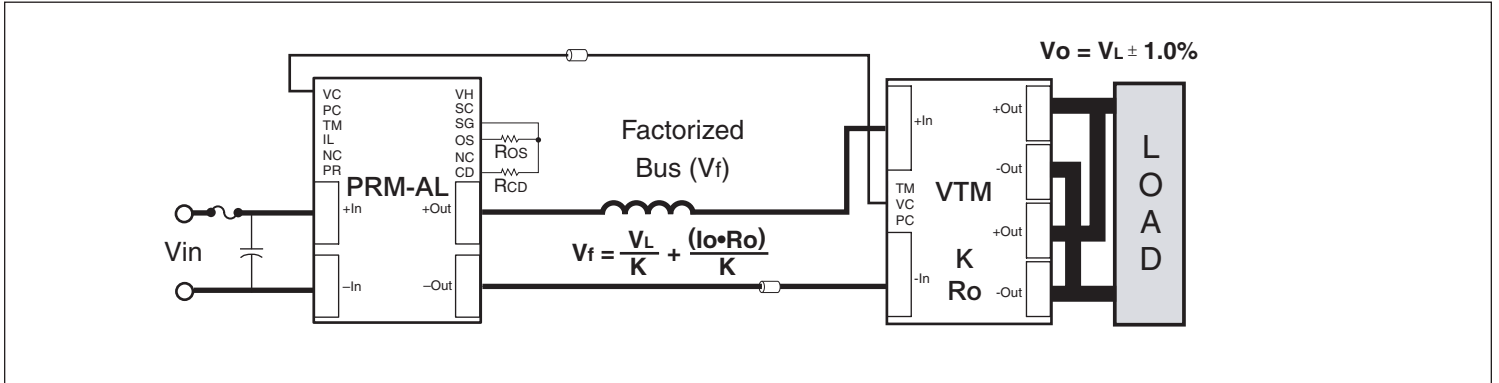 Vo = VL ± 1.0%
VC
PC
TM
IL
NC
PR
VH
SC
SG
OS
NC
CD
ROS
RCD
PRM-AL
+In
–In
+Out
–Out
Vin
Factorized
Bus (Vf)
Vf = VL/K + (Io•Ro)/K
+In
TM
VC
PC
-In
VTM
K
Ro
+Out
-Out
+Out
-Out
L
O
A
D